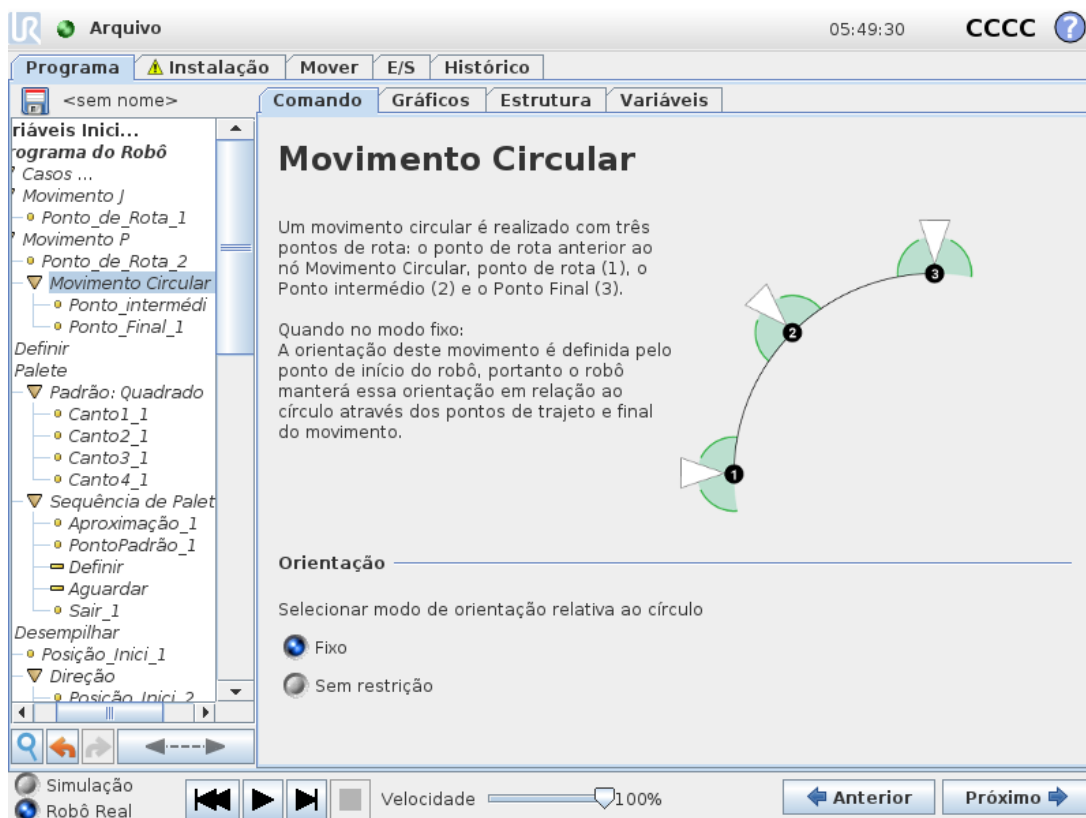 UR Arquivo 05:49:30 CCCC ?
Programa Instalação Mover E/S Histórico
<sem nome> Comando Gráficos Estrutura Variáveis
riáveis Inici...
rograma do Robô
Casos ...
Movimento J
Ponto_de_Rota_1
Movimento P
Ponto_de_Rota_2
Movimento Circular
Ponto_intermédi
Ponto_Final_1
Definir
Palete
Padrão: Quadrado
Canto1_1
Canto2_1
Canto3_1
Canto4_1
Sequência de Palet
Aproximação_1
PontoPadrão_1
Definir
Aguardar
Sair_1
Desempilhar
Posição_Inici_1
Direção
Posição_Inici_2
Movimento Circular
Um movimento circular é realizado com três
pontos de rota: o ponto de rota anterior ao
nó Movimento Circular, ponto de rota (1), o
Ponto intermédio (2) e o Ponto Final (3).
Quando no modo fixo:
A orientação deste movimento é definida pelo
ponto de início do robô, portanto o robô
manterá essa orientação em relação ao
círculo através dos pontos de trajeto e final
do movimento.
3
2
1
Orientação
Selecionar modo de orientação relativa ao círculo
Fixo
Sem restrição
Simulação
Robô Real
Velocidade 100%
Anterior
Próximo